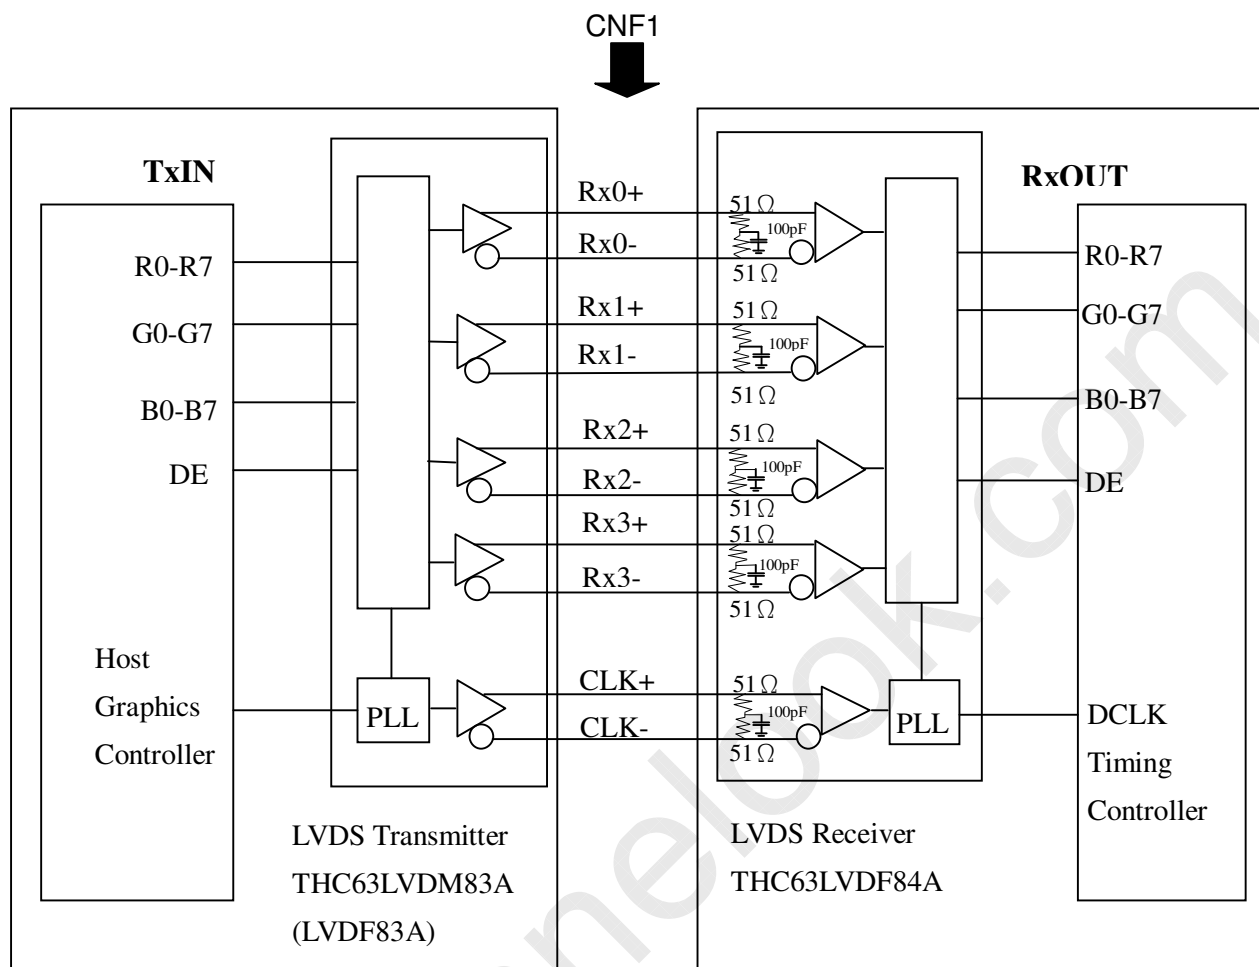 CNF1
TxIN
RxOUT
R0-R7
G0-G7
B0-B7
DE
Host
Graphics
Controller
PLL
LVDS Transmitter
THC63LVDM83A
(LVDF83A)
Rx0+
Rx0-
Rx1+
Rx1-
Rx2+
Rx2-
Rx3+
Rx3-
CLK+
CLK-
51Ω
100pF
51Ω
51Ω
100pF
51Ω
51Ω
100pF
51Ω
51Ω
100pF
51Ω
51Ω
100pF
51Ω
PLL
LVDS Receiver
THC63LVDF84A
R0-R7
G0-G7
B0-B7
DE
DCLK
Timing
Controller
nelook.com